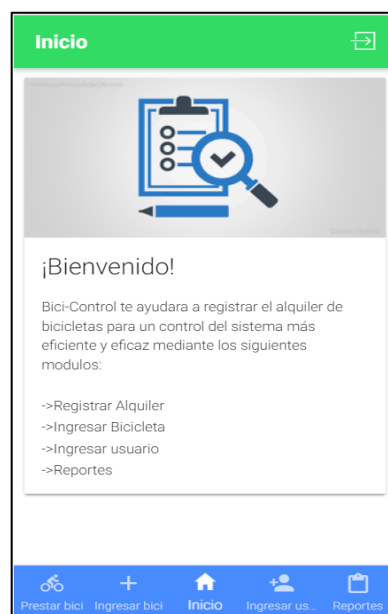 Inicio
¡Bienvenido!
Bici-Control te ayudara a registrar el alquiler de
bicicletas para un control del sistema más
eficiente y eficaz mediante los siguientes
modulos:
->Registrar Alquiler
->Ingresar Bicicleta
->Ingresar usuario
->Reportes
Prestar bici Ingresar bici Inicio Ingresar us... Reportes